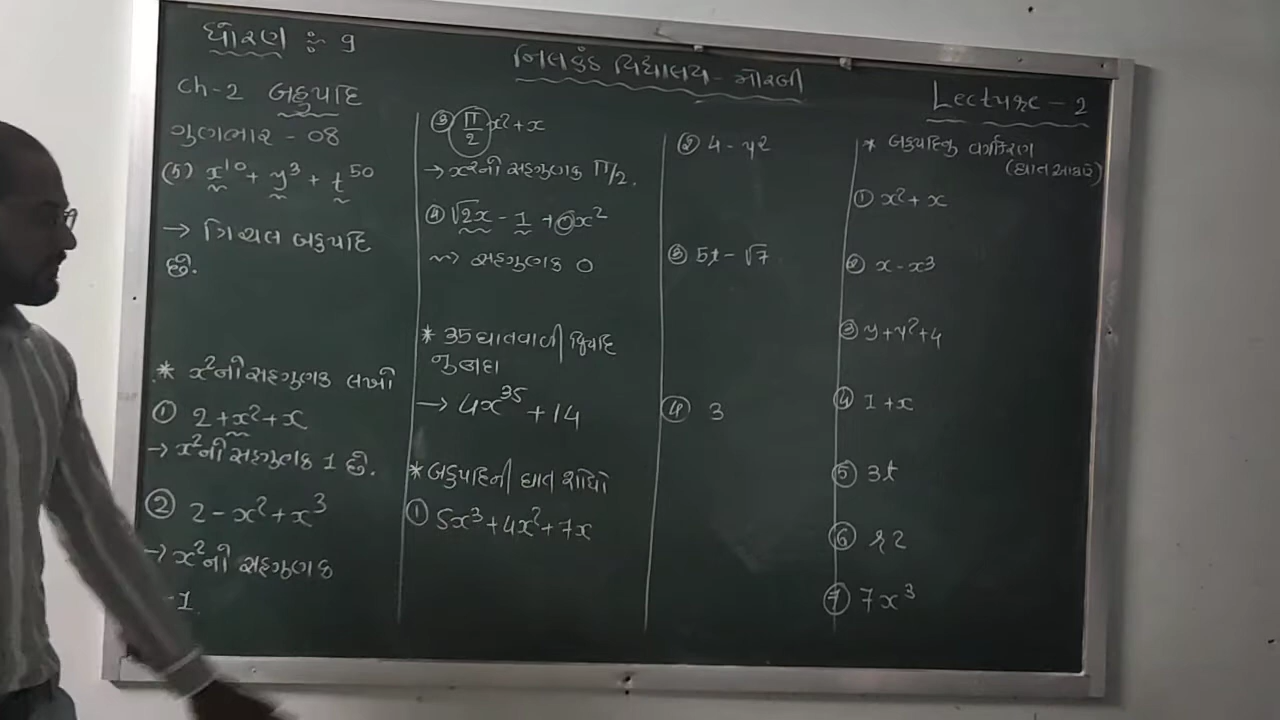 ધોરણ : 9
નિલકંઠ વિદ્યાલય - મોરબી
Lecture - 2
Ch-2 બહુપદિ
ગુણભાર - 08
(5) x¹⁰ + y³ + t⁵⁰
→ ત્રિચલ બહુપદિ
છે.
* x²ની સહગુણક લખો
① 2 + x² + x
→ x²ની સહગુણક 1 છે.
② 2 - x² + x³
→ x²ની સહગુણક
-1
③ π/2 x² + x
→ x²ની સહગુણક π/2.
④ √2x - 1 + 0x²
→ સહગુણક 0
* 35 ઘાતવાળી દ્વિપદિ
નુ ઉદા
→ 4x³⁵ + 14
* બહુપદિની ઘાત શોધો
① 5x³ + 4x² + 7x
② 4 - y²
③ 5t - √7
④ 3
* બહુપદિનુ વર્ગીકરણ
(ઘાત આધારે)
① x² + x
② x - x³
③ y + y² + 4
④ 1 + x
⑤ 3t
⑥ r²
⑦ 7x³